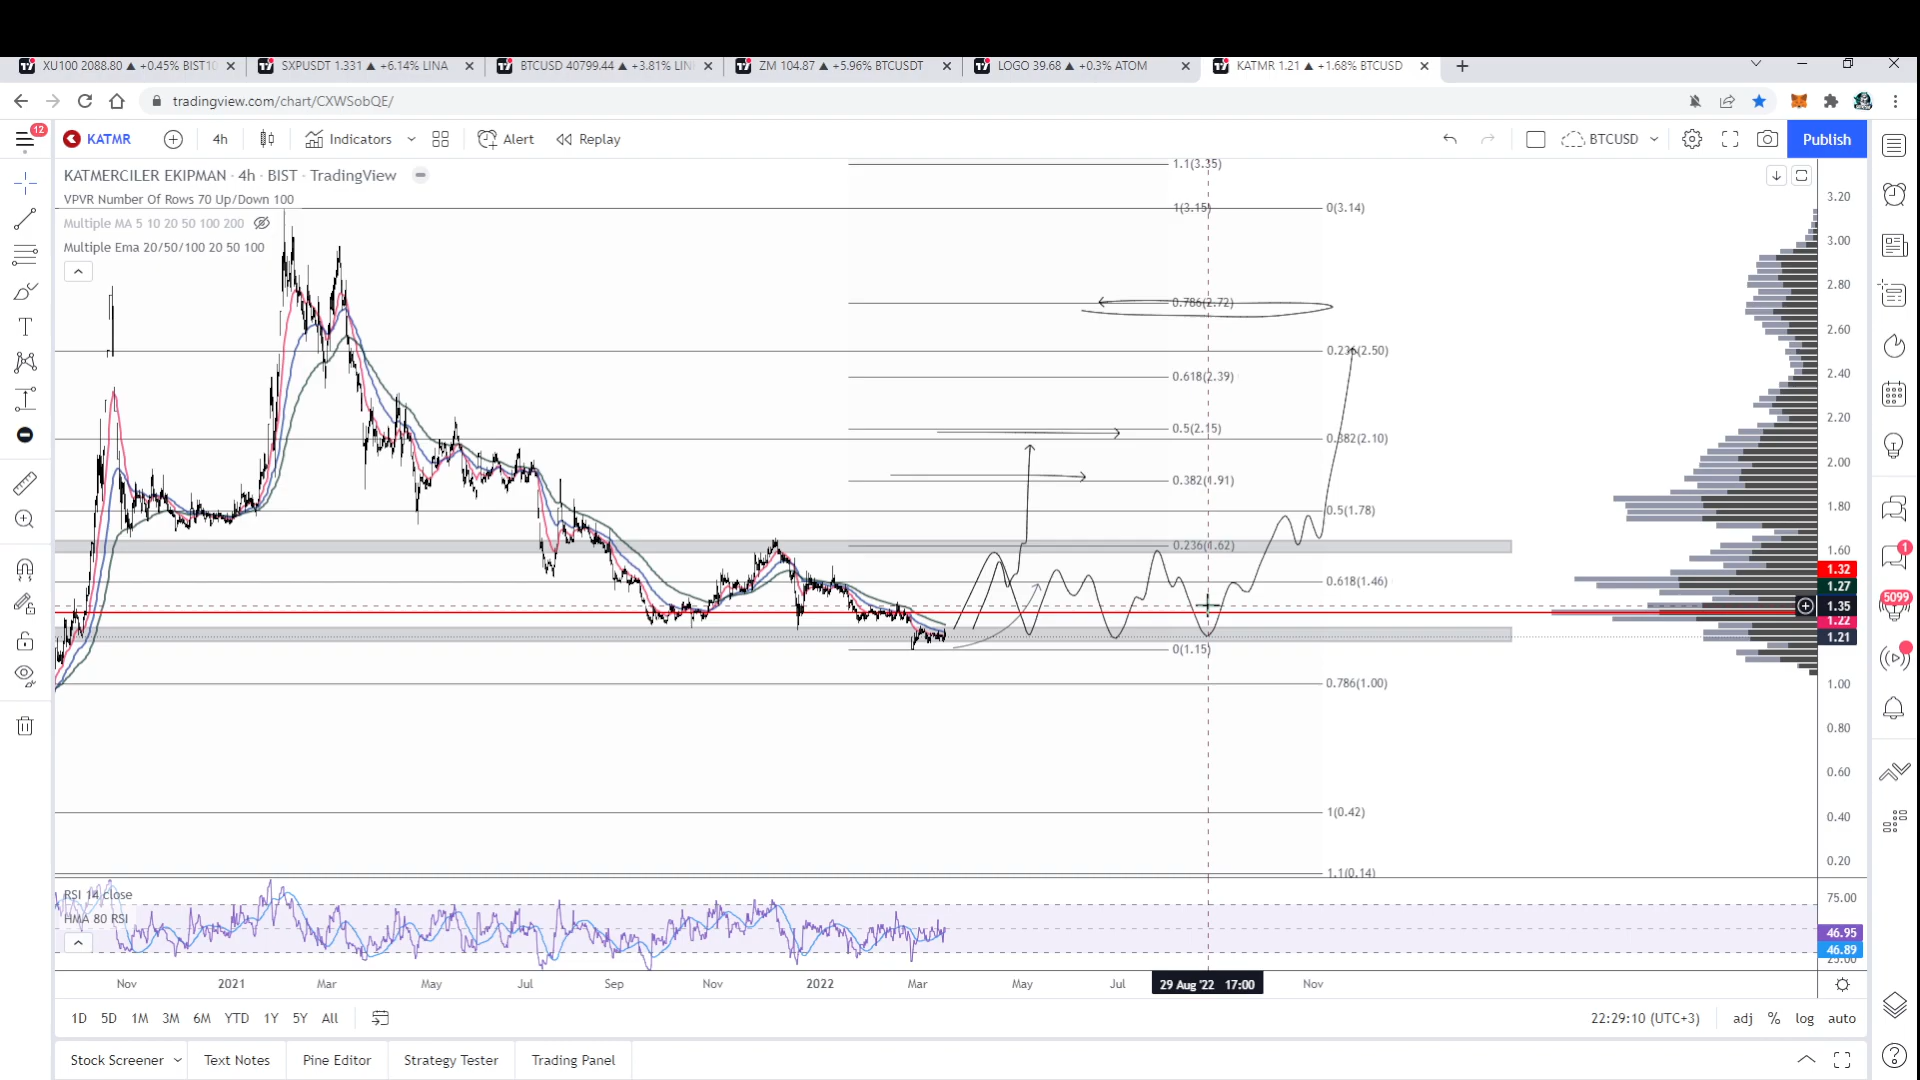 XU100 2088.80 ▲ +0.45% BIST10
SXPUSDT 1.331 ▲ +6.14% LINA
BTCUSD 40799.44 ▲ +3.81% LIN
ZM 104.87 ▲ +5.96% BTCUSDT
LOGO 39.68 ▲ +0.3% ATOM
KATMR 1.21 ▲ +1.68% BTCUSD
tradingview.com/chart/CXWSobQE/
12
KATMR
4h
Indicators
Alert
Replay
BTCUSD
Publish
KATMERCILER EKIPMAN · 4h · BIST · TradingView
VPVR Number Of Rows 70 Up/Down 100
Multiple MA 5 10 20 50 100 200
Multiple Ema 20/50/100 20 50 100
1.1(3.35)
1(3.15)
0(3.14)
0.786(2.72)
0.236(2.50)
0.618(2.39)
0.5(2.15)
0.382(2.10)
0.382(1.91)
0.5(1.78)
0.236(1.62)
0.618(1.46)
0(1.15)
0.786(1.00)
1(0.42)
1.1(0.14)
3.20
3.00
2.80
2.60
2.40
2.20
2.00
1.80
1.60
1.32
1.27
1.35
1.22
1.21
1.00
0.80
0.60
0.40
0.20
1
5099
RSI 14 close
HMA 80 RSI
75.00
46.95
46.89
25.00
Nov
2021
Mar
May
Jul
Sep
Nov
2022
Mar
May
Jul
29 Aug '22 17:00
Nov
1D 5D 1M 3M 6M YTD 1Y 5Y All
22:29:10 (UTC+3)
adj % log auto
Stock Screener
Text Notes
Pine Editor
Strategy Tester
Trading Panel